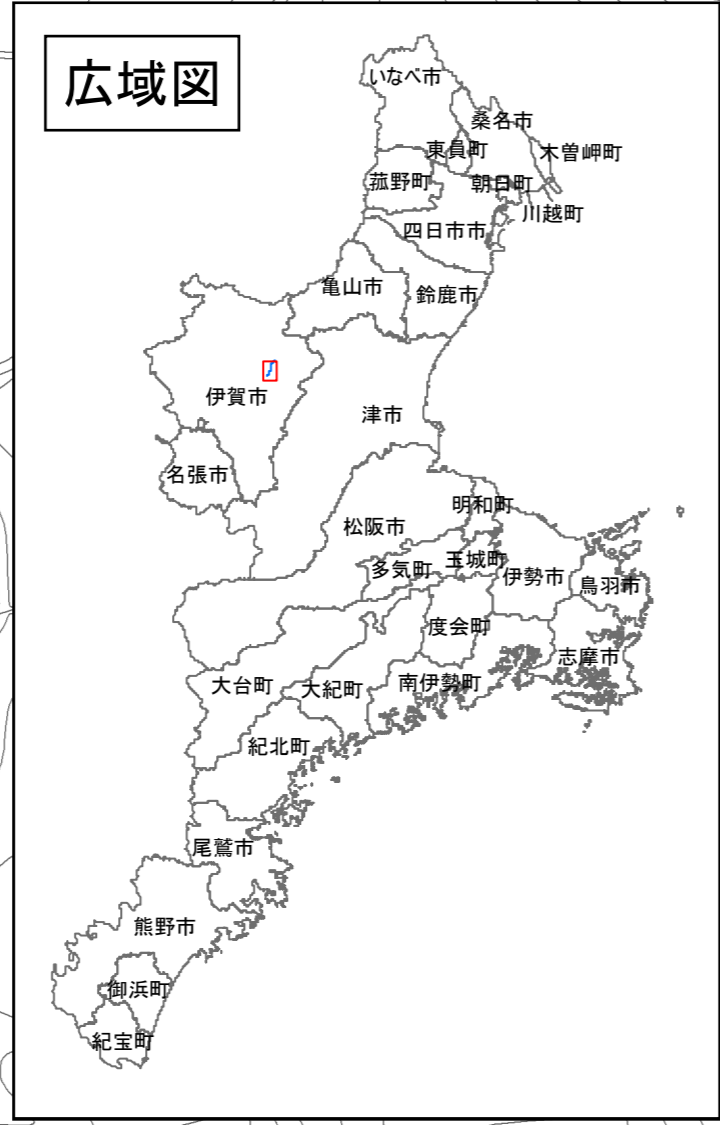 広域図
いなべ市
桑名市
東員町
木曽岬町
菰野町
朝日町
川越町
四日市市
亀山市
鈴鹿市
伊賀市
津市
名張市
明和町
松阪市
多気町
玉城町
伊勢市
鳥羽市
度会町
志摩市
大台町
大紀町
南伊勢町
紀北町
尾鷲市
熊野市
御浜町
紀宝町